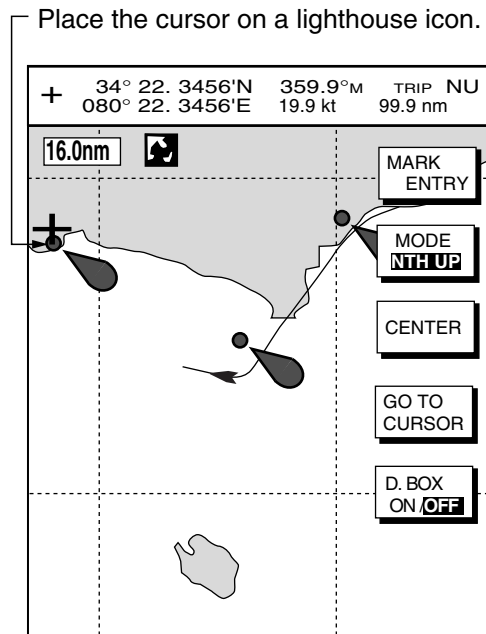 Place the cursor on a lighthouse icon.
+ 34° 22. 3456'N 359.9°M TRIP NU
080° 22. 3456'E 19.9 kt 99.9 nm
16.0nm
MARK
ENTRY
MODE
NTH UP
CENTER
GO TO
CURSOR
D. BOX
ON /OFF